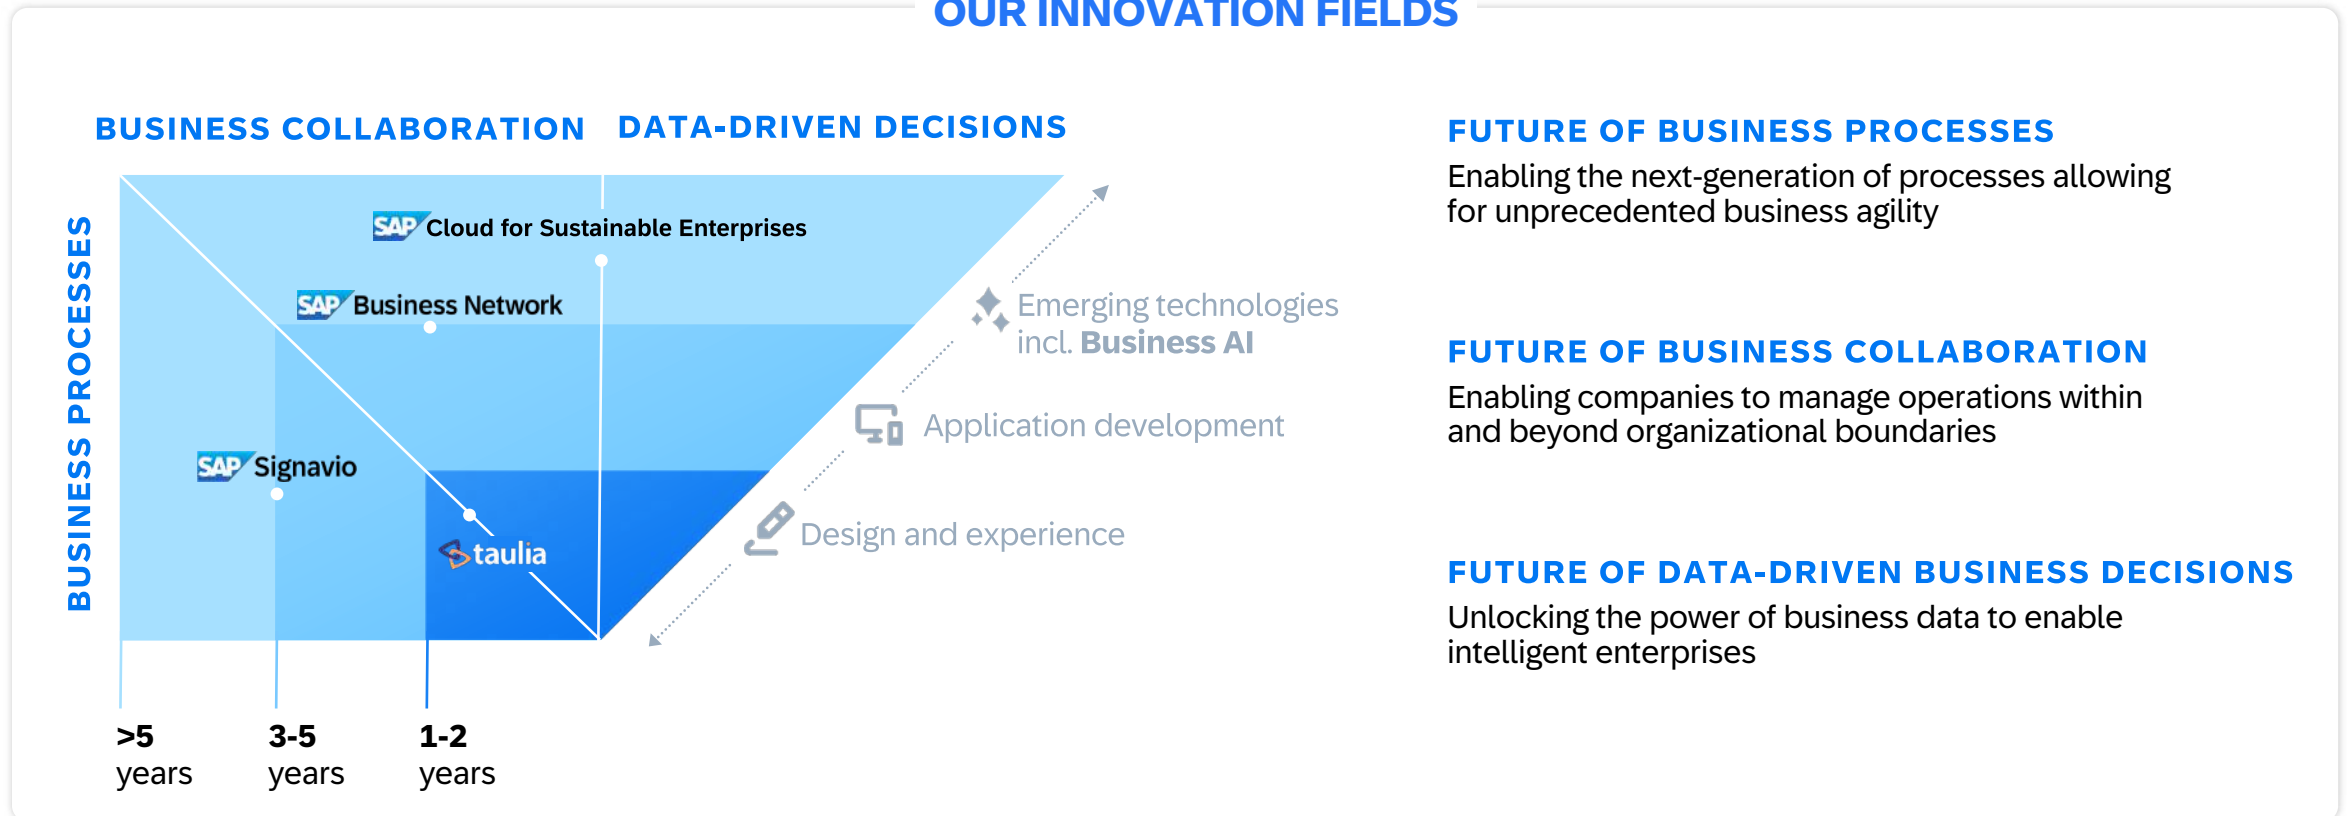 OUR INNOVATION FIELDS
BUSINESS COLLABORATION
DATA-DRIVEN DECISIONS
BUSINESS PROCESSES
SAP Cloud for Sustainable Enterprises
SAP Business Network
SAP Signavio
taulia
Emerging technologies
incl. Business AI
Application development
Design and experience
>5
years
3-5
years
1-2
years
FUTURE OF BUSINESS PROCESSES
Enabling the next-generation of processes allowing
for unprecedented business agility
FUTURE OF BUSINESS COLLABORATION
Enabling companies to manage operations within
and beyond organizational boundaries
FUTURE OF DATA-DRIVEN BUSINESS DECISIONS
Unlocking the power of business data to enable
intelligent enterprises